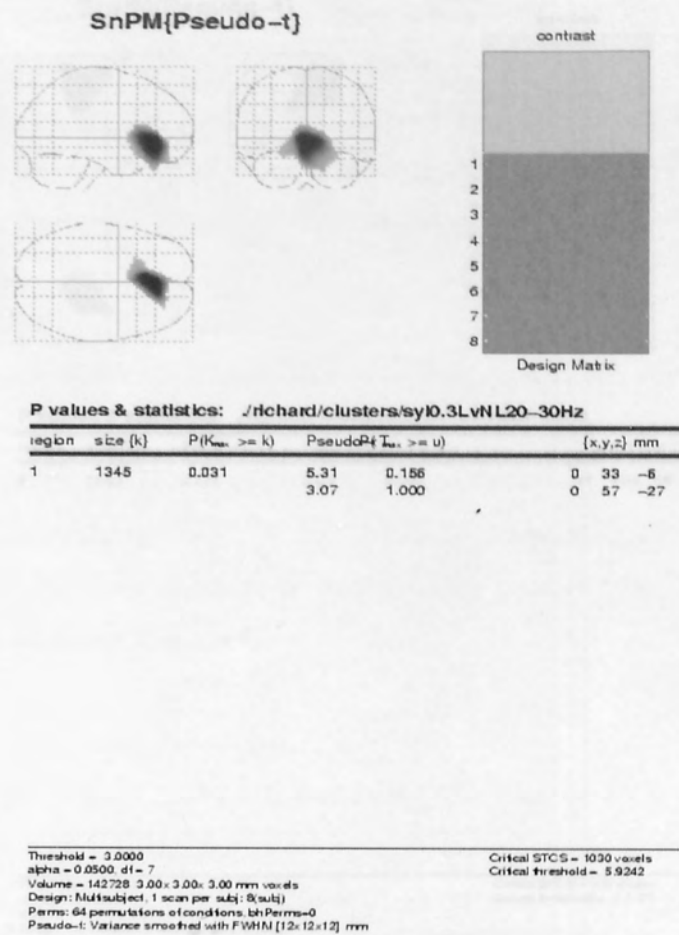 SnPM{Pseudo-t}
contrast
1
2
3
4
5
6
7
8
Design Matrix
P values & statistics: ./richard/clusters/syl0.3LvNL20-30Hz
region size {k} P(Kmax >= k) PseudoP( Tmax >= u) {x,y,z} mm
1 1345 0.031 5.31 0.156 0 33 -6
3.07 1.000 0 57 -27
Threshold = 3.0000
alpha = 0.0500, df = 7
Volume = 142728 3.00x 3.00x 3.00 mm voxels
Design: Multisubject, 1 scan per subj: 8(subj)
Perms: 64 permutations of conditions, bhPerms=0
Pseudo-t: Variance smoothed with FWHM [12x12x12] mm
Critical STCS = 1030 voxels
Critical threshold = 5.9242